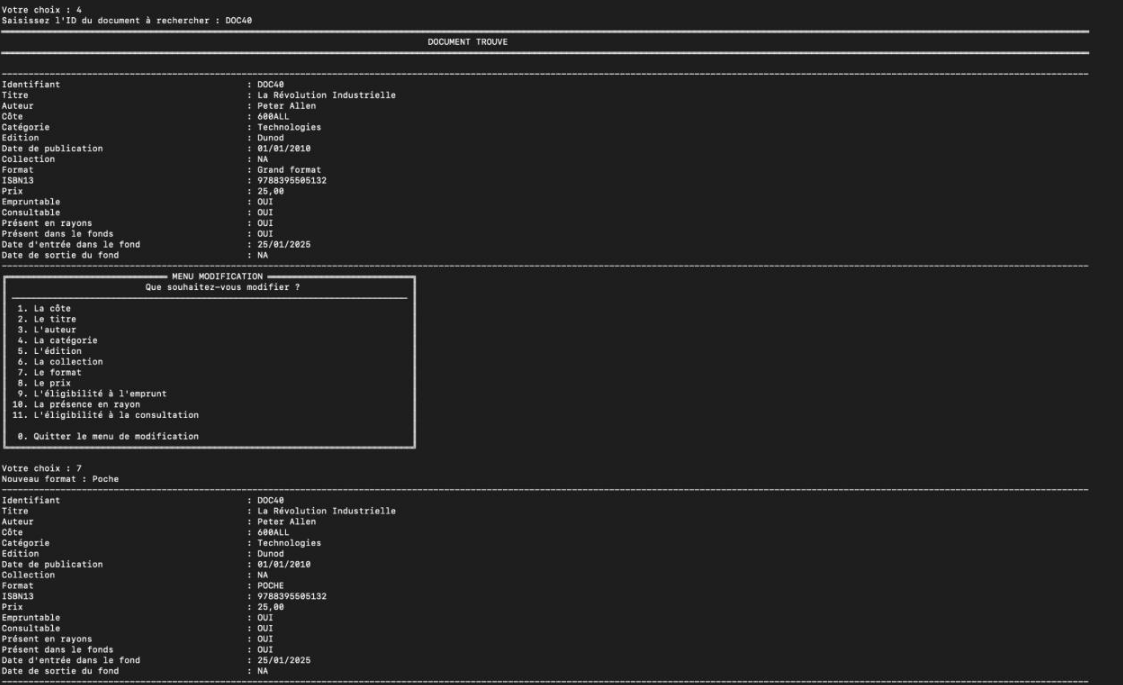 Votre choix : 4
Saisissez l'ID du document à rechercher : DOC40
DOCUMENT TROUVE
Identifiant : DOC40
Titre : La Révolution Industrielle
Auteur : Peter Allen
Côte : 600ALL
Catégorie : Technologies
Edition : Dunod
Date de publication : 01/01/2010
Collection : NA
Format : Grand format
ISBN13 : 9788395505132
Prix : 25,00
Empruntable : OUI
Consultable : OUI
Présent en rayons : OUI
Présent dans le fonds : OUI
Date d'entrée dans le fond : 25/01/2025
Date de sortie du fond : NA
MENU MODIFICATION
Que souhaitez-vous modifier ?
1. La côte
2. Le titre
3. L'auteur
4. La catégorie
5. L'édition
6. La collection
7. Le format
8. Le prix
9. L'éligibilité à l'emprunt
10. La présence en rayon
11. L'éligibilité à la consultation
0. Quitter le menu de modification
Votre choix : 7
Nouveau format : Poche
Identifiant : DOC40
Titre : La Révolution Industrielle
Auteur : Peter Allen
Côte : 600ALL
Catégorie : Technologies
Edition : Dunod
Date de publication : 01/01/2010
Collection : NA
Format : POCHE
ISBN13 : 9788395505132
Prix : 25,00
Empruntable : OUI
Consultable : OUI
Présent en rayons : OUI
Présent dans le fonds : OUI
Date d'entrée dans le fond : 25/01/2025
Date de sortie du fond : NA